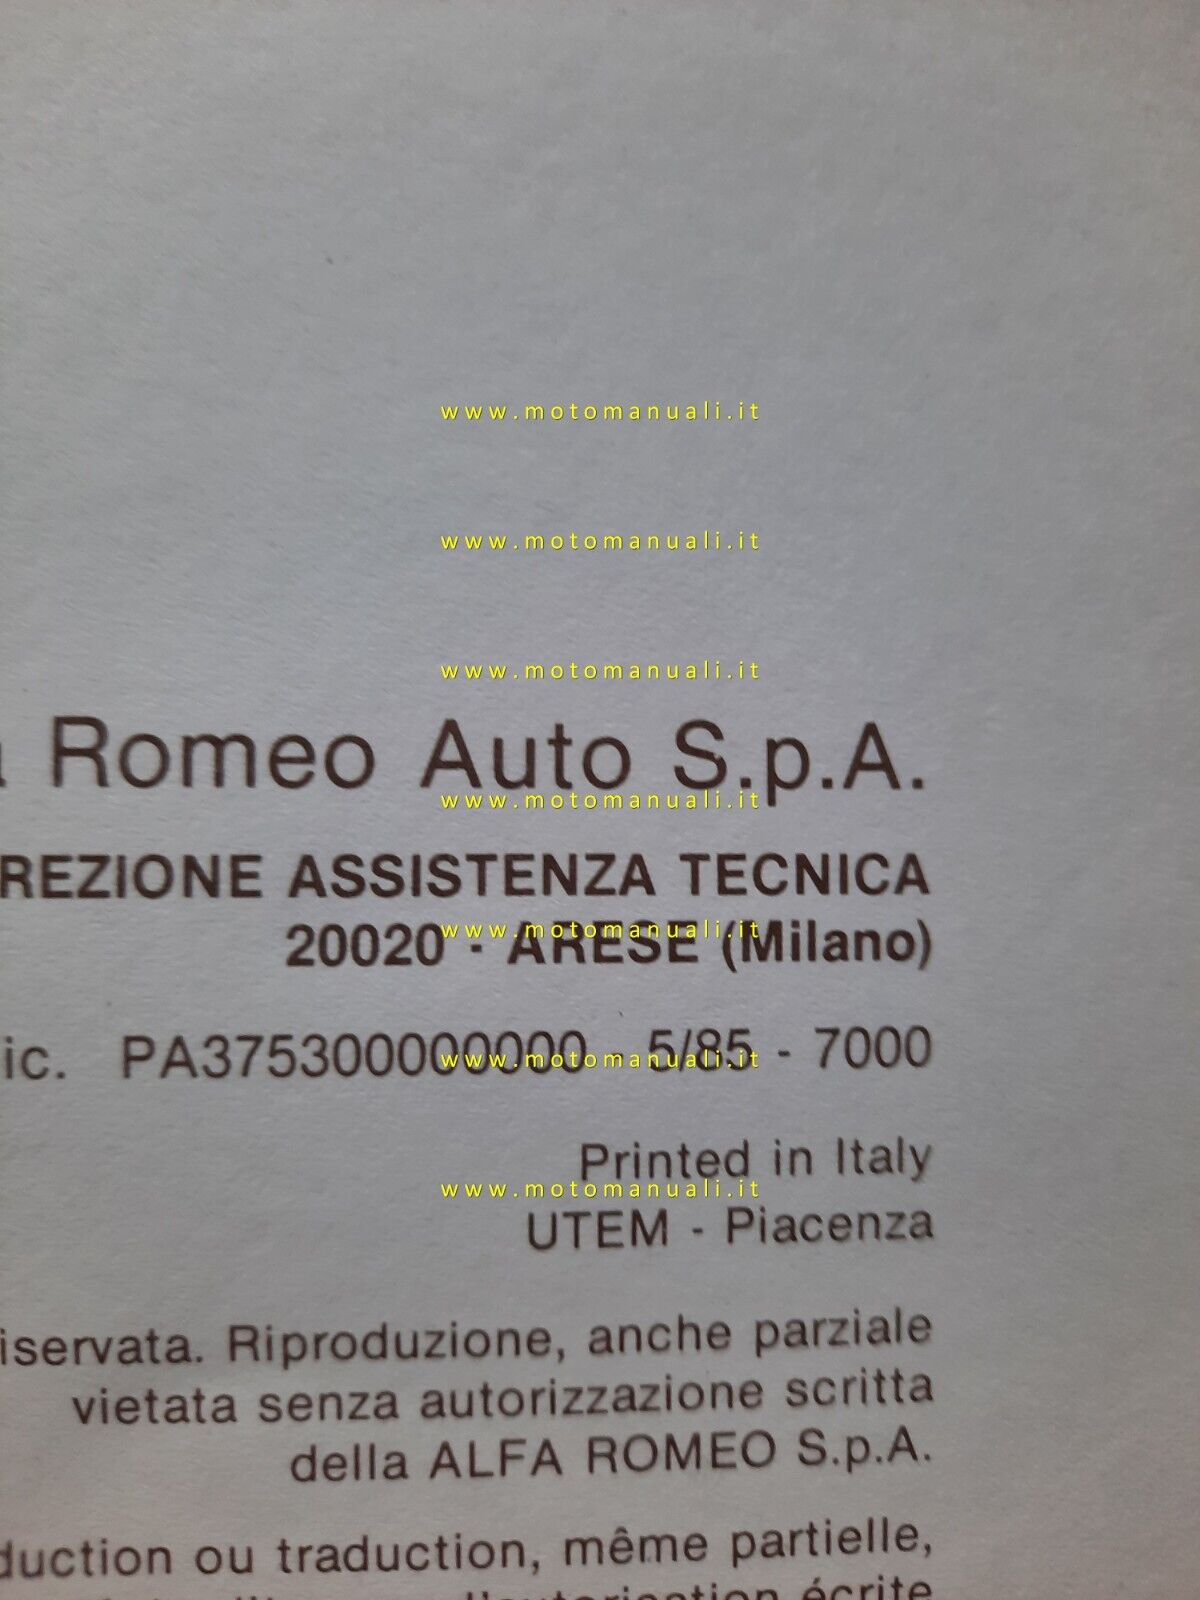 www.motomanuali.it
www.motomanuali.it
www.motomanuali.it
Romeo Auto S.p.A.
www.motomanuali.it
REZIONE ASSISTENZA TECNICA
www.motomanuali.it
20020 - ARESE (Milano)
ic. PA375300000000 - 5/85 - 7000
www.motomanuali.it
Printed in Italy
www.motomanuali.it
UTEM - Piacenza
iservata. Riproduzione, anche parziale
vietata senza autorizzazione scritta
della ALFA ROMEO S.p.A.
duction ou traduction, même partielle,
l'autorisation écrite